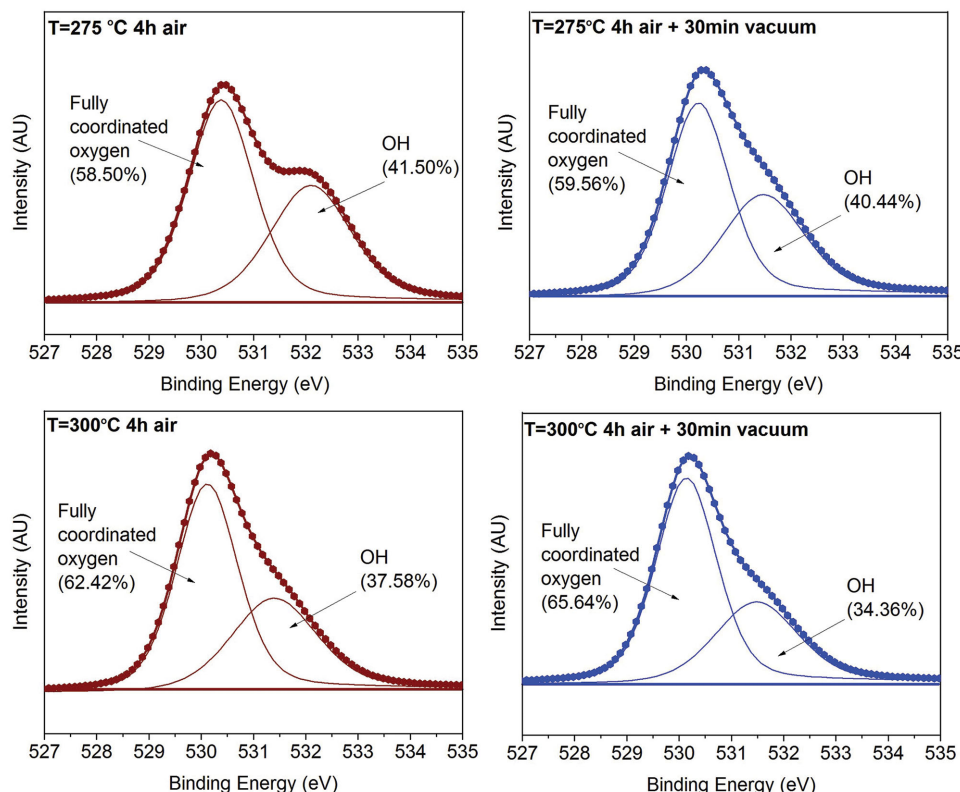 T=275 °C 4h air
Intensity (AU)
Fully
coordinated
oxygen
(58.50%)
OH
(41.50%)
527 528 529 530 531 532 533 534 535
Binding Energy (eV)
T=275°C 4h air + 30min vacuum
Intensity (AU)
Fully
coordinated
oxygen
(59.56%)
OH
(40.44%)
527 528 529 530 531 532 533 534 535
Binding Energy (eV)
T=300°C 4h air
Intensity (AU)
Fully
coordinated
oxygen
(62.42%)
OH
(37.58%)
527 528 529 530 531 532 533 534 535
Binding Energy (eV)
T=300°C 4h air + 30min vacuum
Intensity (AU)
Fully
coordinated
oxygen
(65.64%)
OH
(34.36%)
527 528 529 530 531 532 533 534 535
Binding Energy (eV)